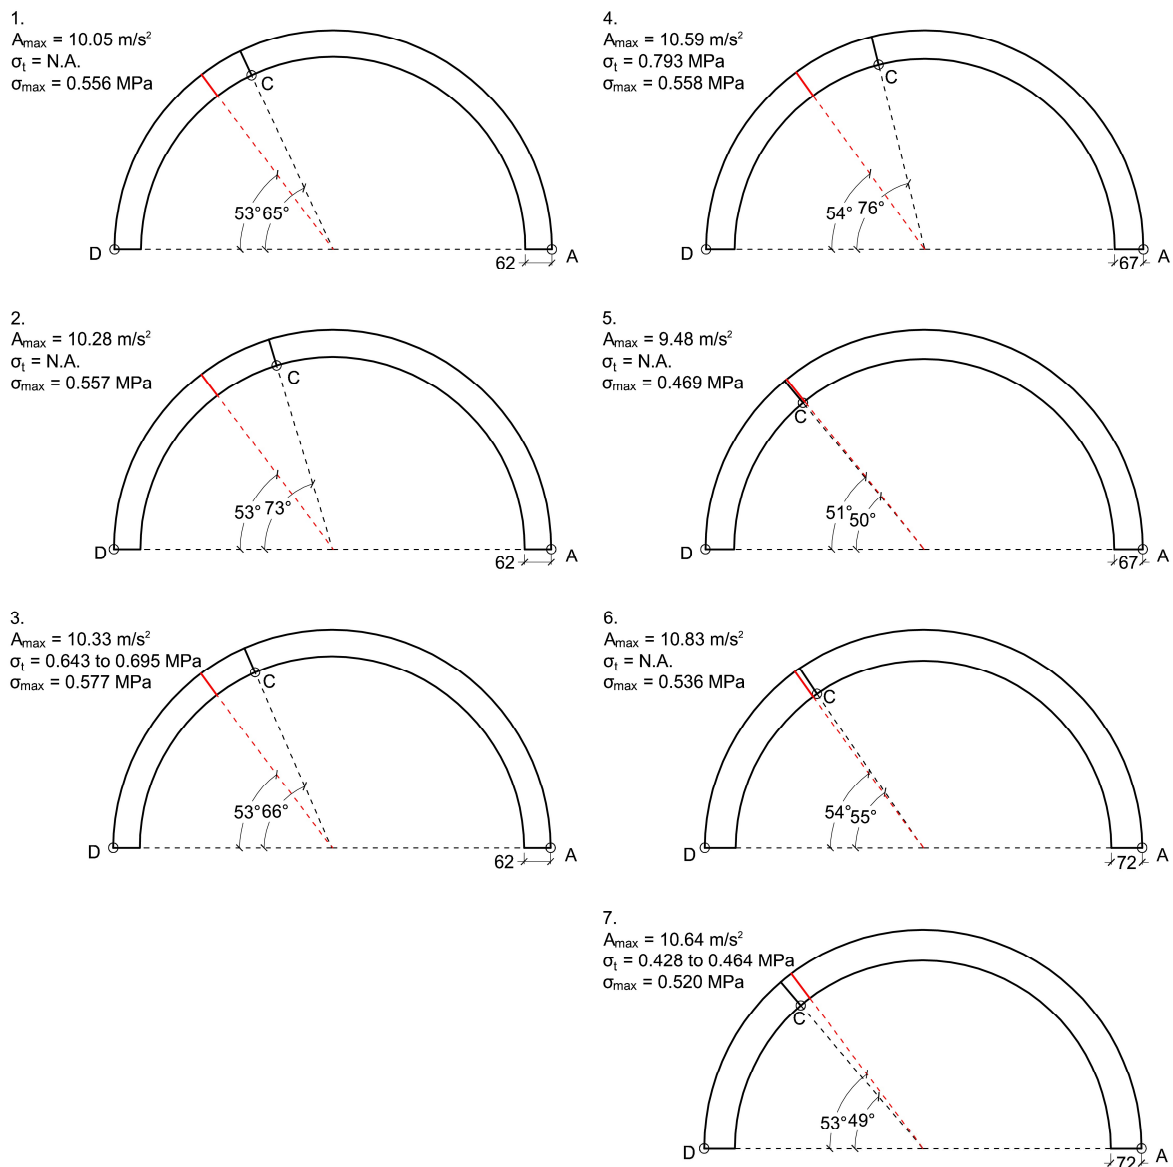 1.
Amax = 10.05 m/s²
σt = N.A.
σmax = 0.556 MPa
C
53° 65°
D
62
A
2.
Amax = 10.28 m/s²
σt = N.A.
σmax = 0.557 MPa
C
53° 73°
D
62
A
3.
Amax = 10.33 m/s²
σt = 0.643 to 0.695 MPa
σmax = 0.577 MPa
C
53° 66°
D
62
A
4.
Amax = 10.59 m/s²
σt = 0.793 MPa
σmax = 0.558 MPa
C
54° 76°
D
67
A
5.
Amax = 9.48 m/s²
σt = N.A.
σmax = 0.469 MPa
C
51° 50°
D
67
A
6.
Amax = 10.83 m/s²
σt = N.A.
σmax = 0.536 MPa
C
54° 55°
D
72
A
7.
Amax = 10.64 m/s²
σt = 0.428 to 0.464 MPa
σmax = 0.520 MPa
C
53° 49°
D
72
A